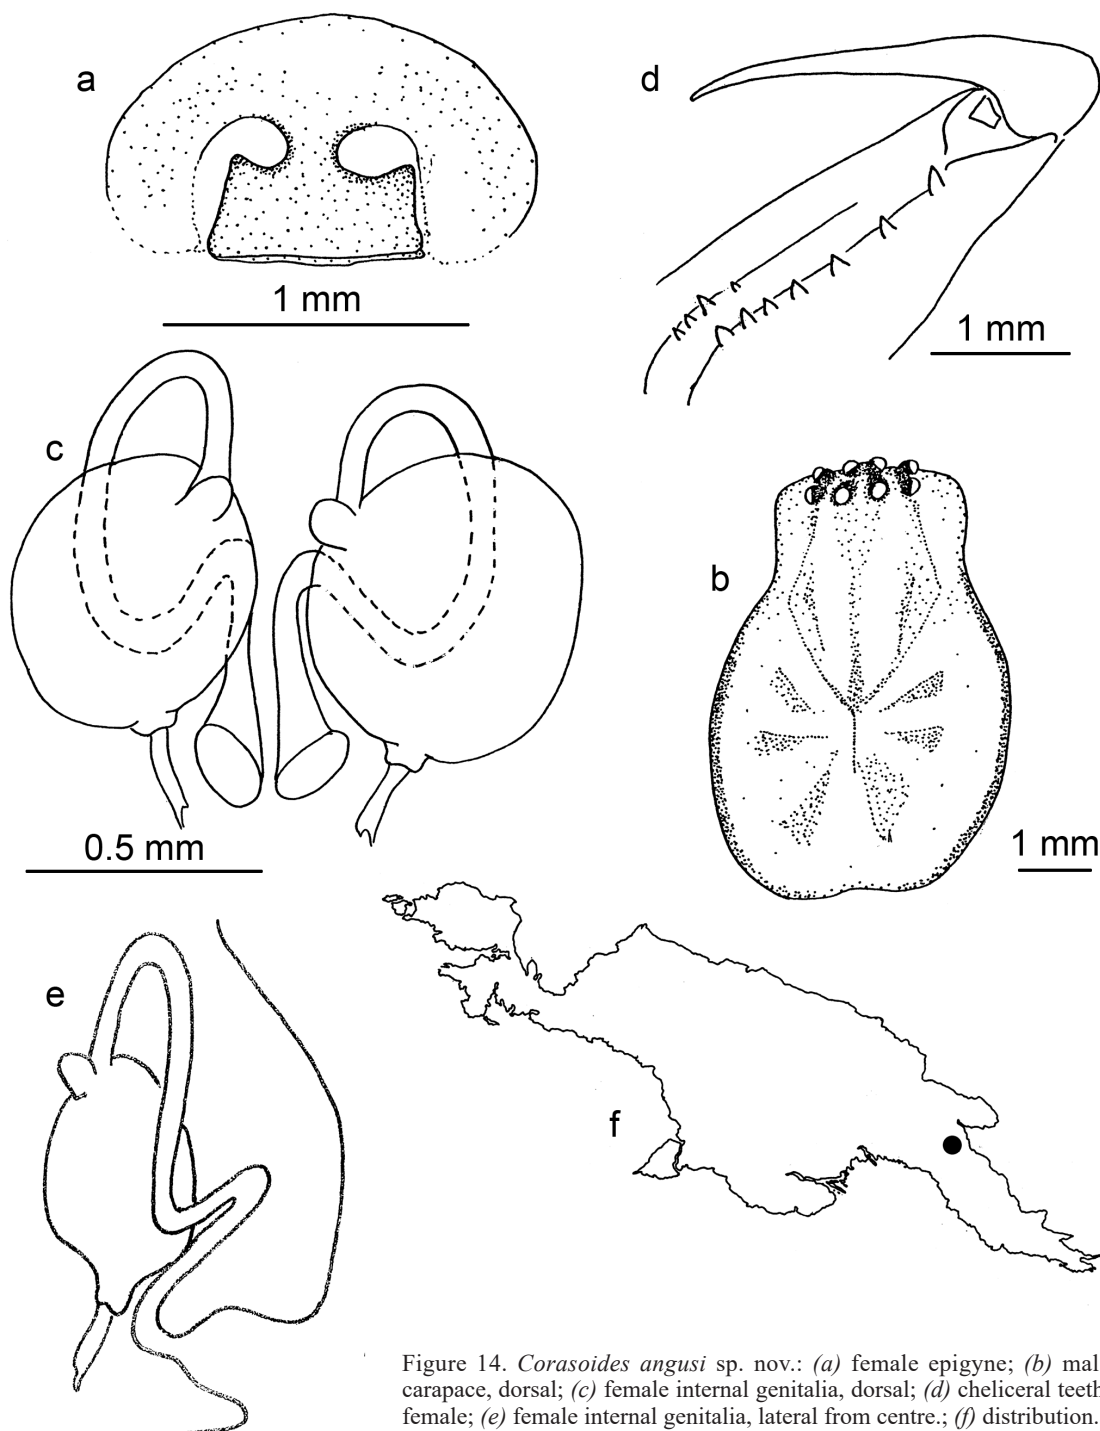 a
d
1 mm
1 mm
c
b
0.5 mm
1 mm
e
f
Figure 14. Corasoides angusi sp. nov.: (a) female epigyne; (b) mal
carapace, dorsal; (c) female internal genitalia, dorsal; (d) cheliceral teeth
female; (e) female internal genitalia, lateral from centre.; (f) distribution.